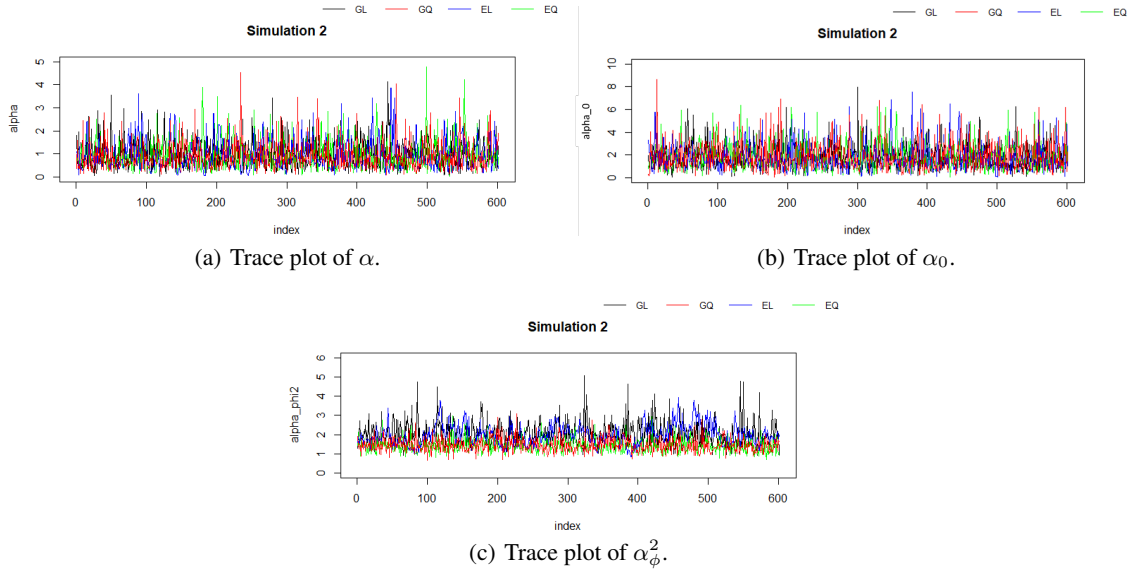 GL GQ EL EQ
Simulation 2
alpha
5
4
3
2
1
0
0 100 200 300 400 500 600
index
(a) Trace plot of α.
GL GQ EL EQ
Simulation 2
alpha_0
10
8
6
4
2
0
0 100 200 300 400 500 600
index
(b) Trace plot of α₀.
GL GQ EL EQ
Simulation 2
alpha_phi2
6
5
4
3
2
1
0
0 100 200 300 400 500 600
index
(c) Trace plot of α²_ϕ.